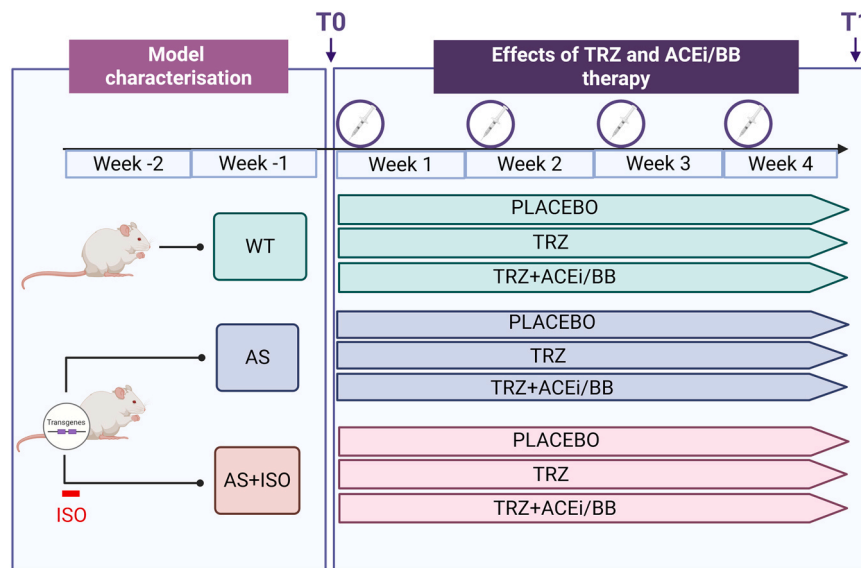 T0
T1
Model
characterisation
Effects of TRZ and ACEi/BB
therapy
Week -2
Week -1
Week 1
Week 2
Week 3
Week 4
WT
PLACEBO
TRZ
TRZ+ACEi/BB
AS
PLACEBO
TRZ
TRZ+ACEi/BB
Transgenes
AS+ISO
ISO
PLACEBO
TRZ
TRZ+ACEi/BB